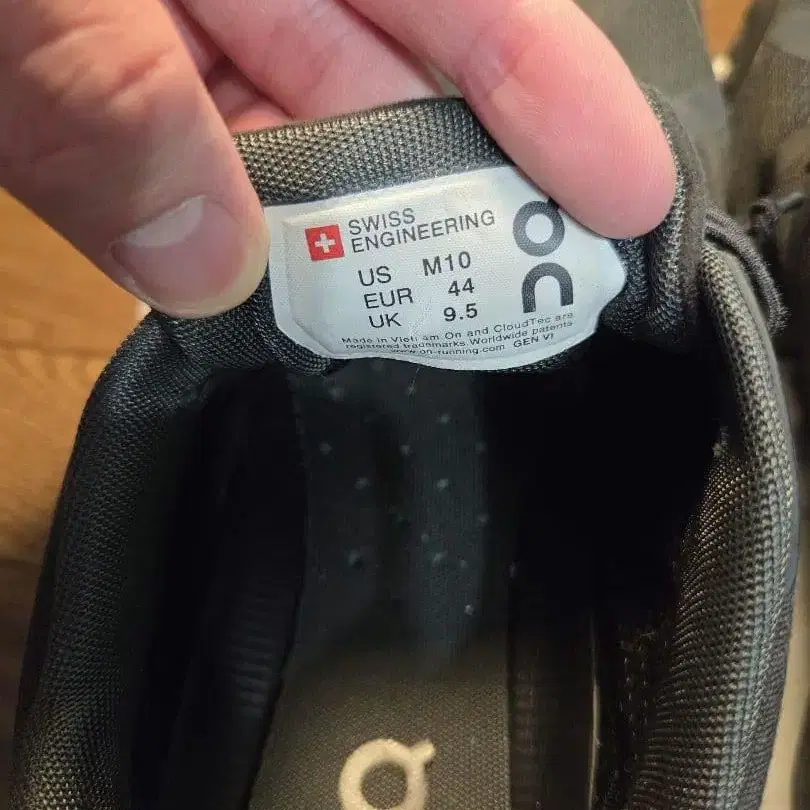 SWISS
ENGINEERING
On
US M10
EUR 44
UK 9.5
Made in Vietnam On and CloudTec are
registered trademarks. Worldwide patents
www.on-running.com GEN VI